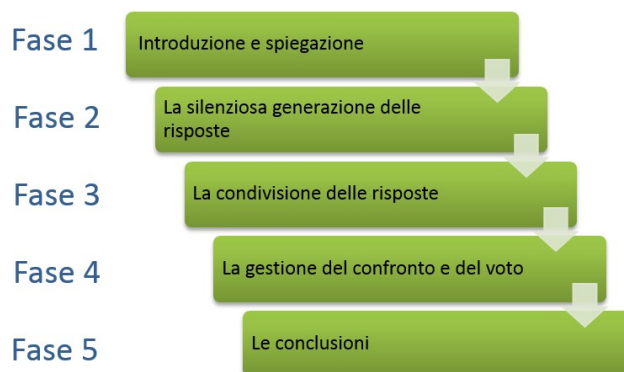 Fase 1
Introduzione e spiegazione
Fase 2
La silenziosa generazione delle
risposte
Fase 3
La condivisione delle risposte
Fase 4
La gestione del confronto e del voto
Fase 5
Le conclusioni